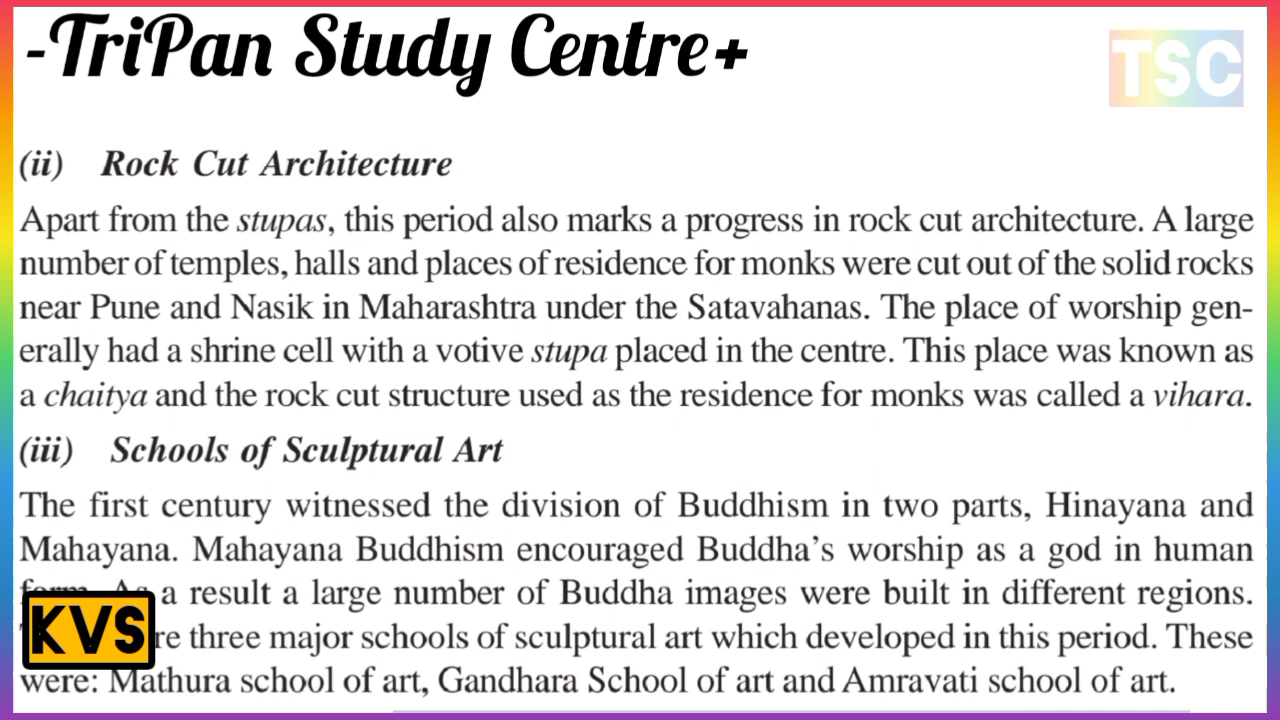 -TriPan Study Centre+
TSC
(ii) Rock Cut Architecture
Apart from the stupas, this period also marks a progress in rock cut architecture. A large
number of temples, halls and places of residence for monks were cut out of the solid rocks
near Pune and Nasik in Maharashtra under the Satavahanas. The place of worship gen-
erally had a shrine cell with a votive stupa placed in the centre. This place was known as
a chaitya and the rock cut structure used as the residence for monks was called a vihara.
(iii) Schools of Sculptural Art
The first century witnessed the division of Buddhism in two parts, Hinayana and
Mahayana. Mahayana Buddhism encouraged Buddha's worship as a god in human
a result a large number of Buddha images were built in different regions.
KVS
three major schools of sculptural art which developed in this period. These
were: Mathura school of art, Gandhara School of art and Amravati school of art.